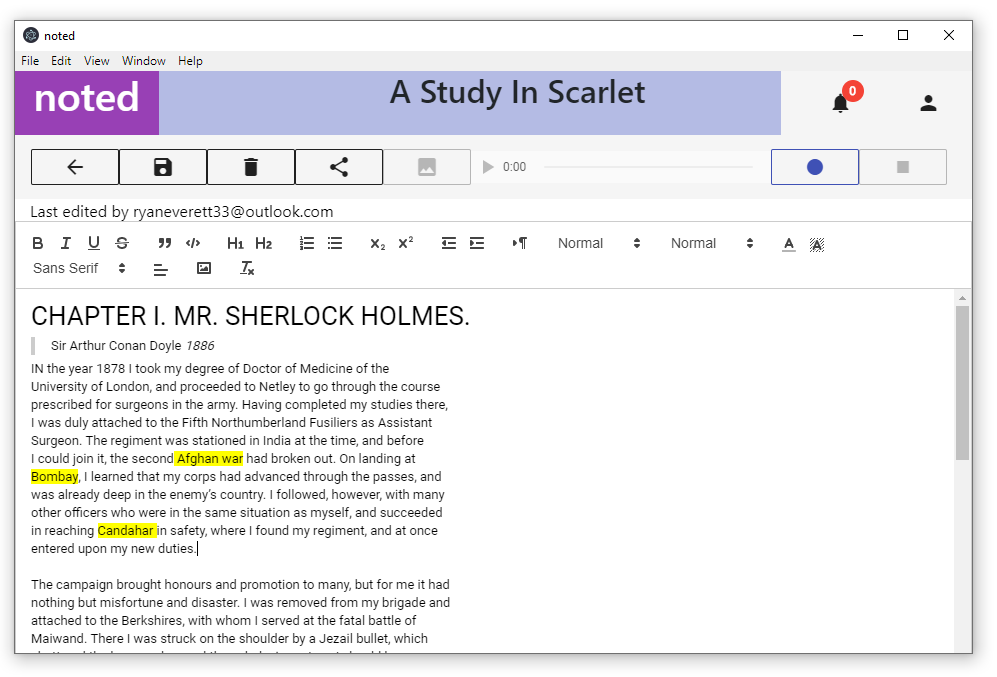 noted
File Edit View Window Help
noted
A Study In Scarlet
0
0:00
Last edited by ryaneverett33@outlook.com
B I U S H1 H2 X2 X2 Normal Normal A A
Sans Serif Tx
CHAPTER I. MR. SHERLOCK HOLMES.
Sir Arthur Conan Doyle 1886
IN the year 1878 I took my degree of Doctor of Medicine of the
University of London, and proceeded to Netley to go through the course
prescribed for surgeons in the army. Having completed my studies there,
I was duly attached to the Fifth Northumberland Fusiliers as Assistant
Surgeon. The regiment was stationed in India at the time, and before
I could join it, the second Afghan war had broken out. On landing at
Bombay, I learned that my corps had advanced through the passes, and
was already deep in the enemy’s country. I followed, however, with many
other officers who were in the same situation as myself, and succeeded
in reaching Candahar in safety, where I found my regiment, and at once
entered upon my new duties.
The campaign brought honours and promotion to many, but for me it had
nothing but misfortune and disaster. I was removed from my brigade and
attached to the Berkshires, with whom I served at the fatal battle of
Maiwand. There I was struck on the shoulder by a Jezail bullet, which